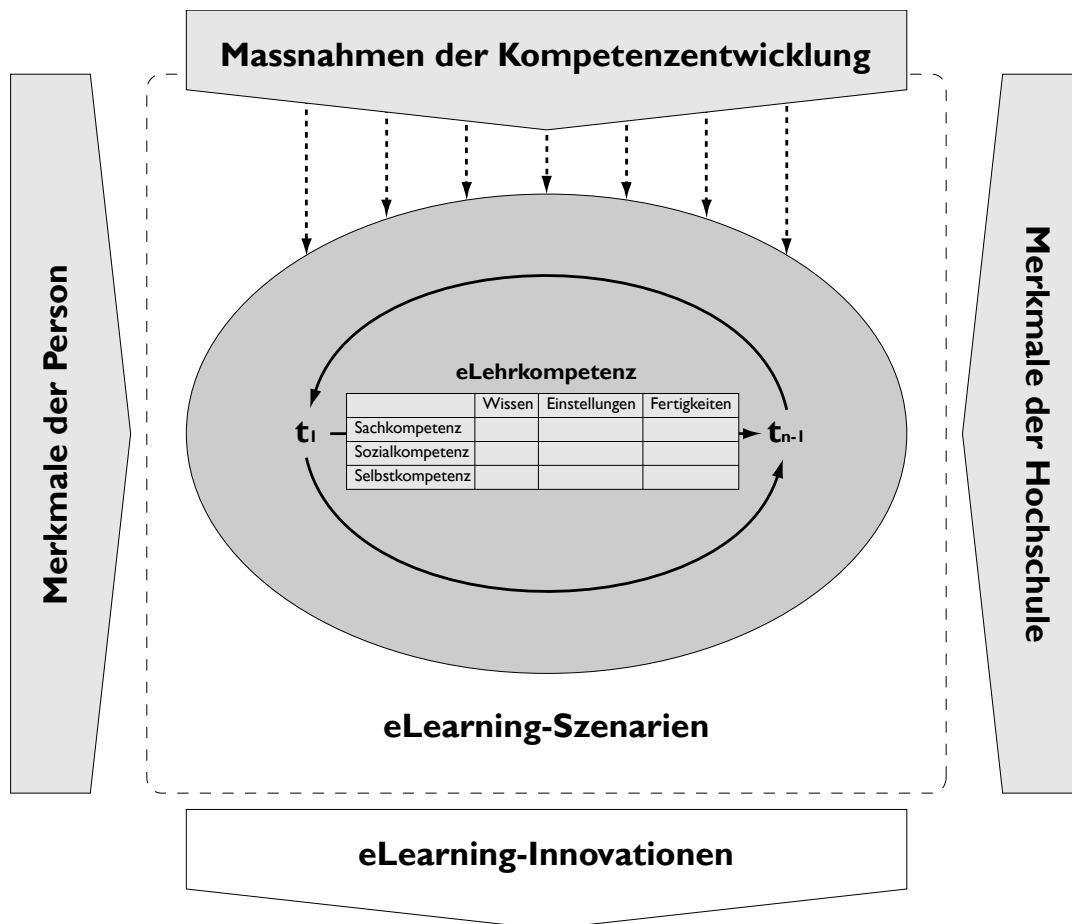 Massnahmen der Kompetenzentwicklung
Merkmale der Person
Merkmale der Hochschule
eLehrkompetenz
Wissen Einstellungen Fertigkeiten
Sachkompetenz
Sozialkompetenz
Selbstkompetenz
t1
tn-1
eLearning-Szenarien
eLearning-Innovationen